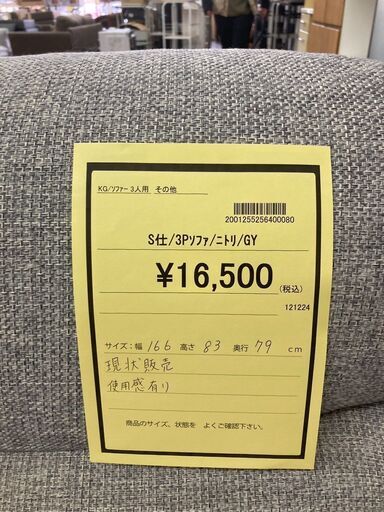 KG/ソファー3人用 その他
2001255256400080
S仕/3Pソファ/ニトリ/GY
¥16,500
(税込)
121224
サイズ:幅 166 高さ 83 奥行 79 cm
現状販売
使用感有り
商品のサイズ、状態を よくご確認下さい。